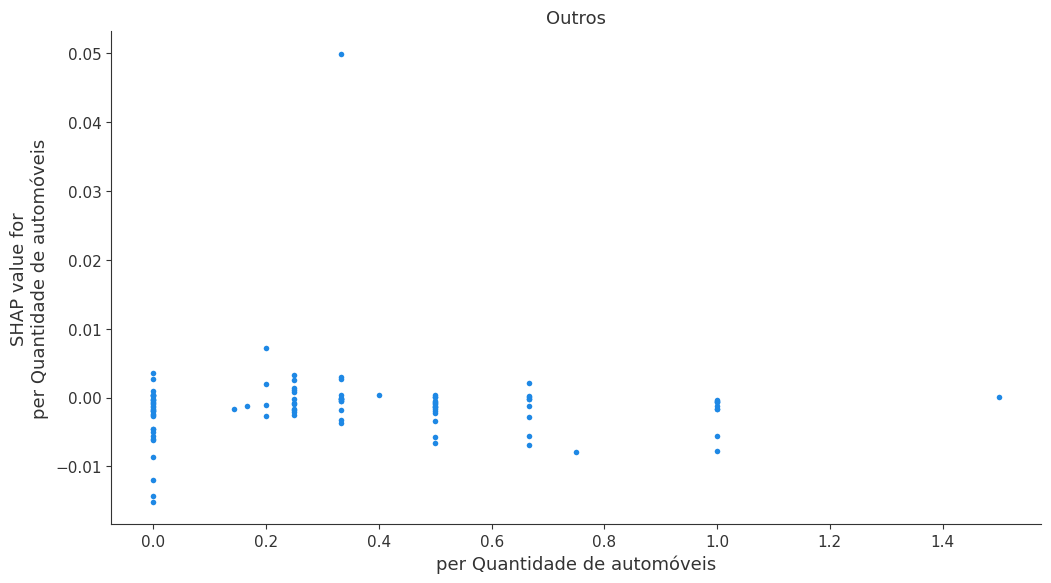 Outros
0.05
0.04
0.03
0.02
0.01
0.00
−0.01
SHAP value for
per Quantidade de automóveis
0.0 0.2 0.4 0.6 0.8 1.0 1.2 1.4
per Quantidade de automóveis